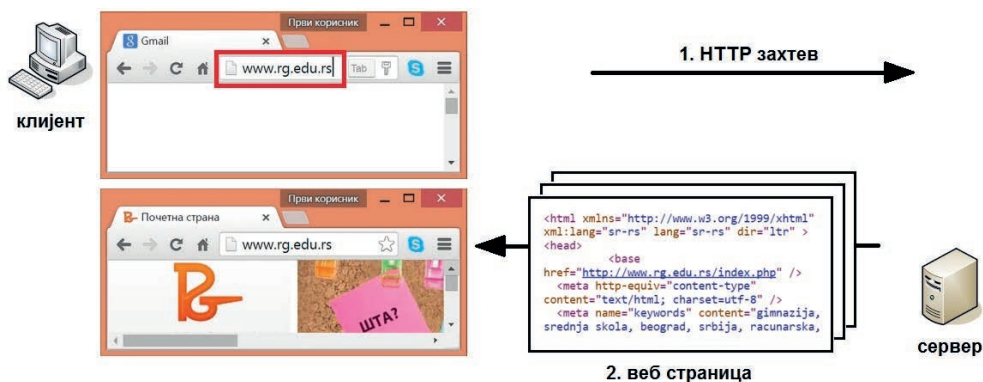 Први корисник
Gmail
www.rg.edu.rs
Tab
клијент
1. HTTP захтев
Први корисник
Почетна страна
www.rg.edu.rs
ШТА?
<html xmlns="http://www.w3.org/1999/xhtml"
xml:lang="sr-rs" lang="sr-rs" dir="ltr" >
<head>
<base
href="http://www.rg.edu.rs/index.php" />
<meta http-equiv="content-type"
content="text/html; charset=utf-8" />
<meta name="keywords" content="gimnazija,
srednja skola, beograd, srbija, racunarska,
сервер
2. веб страница